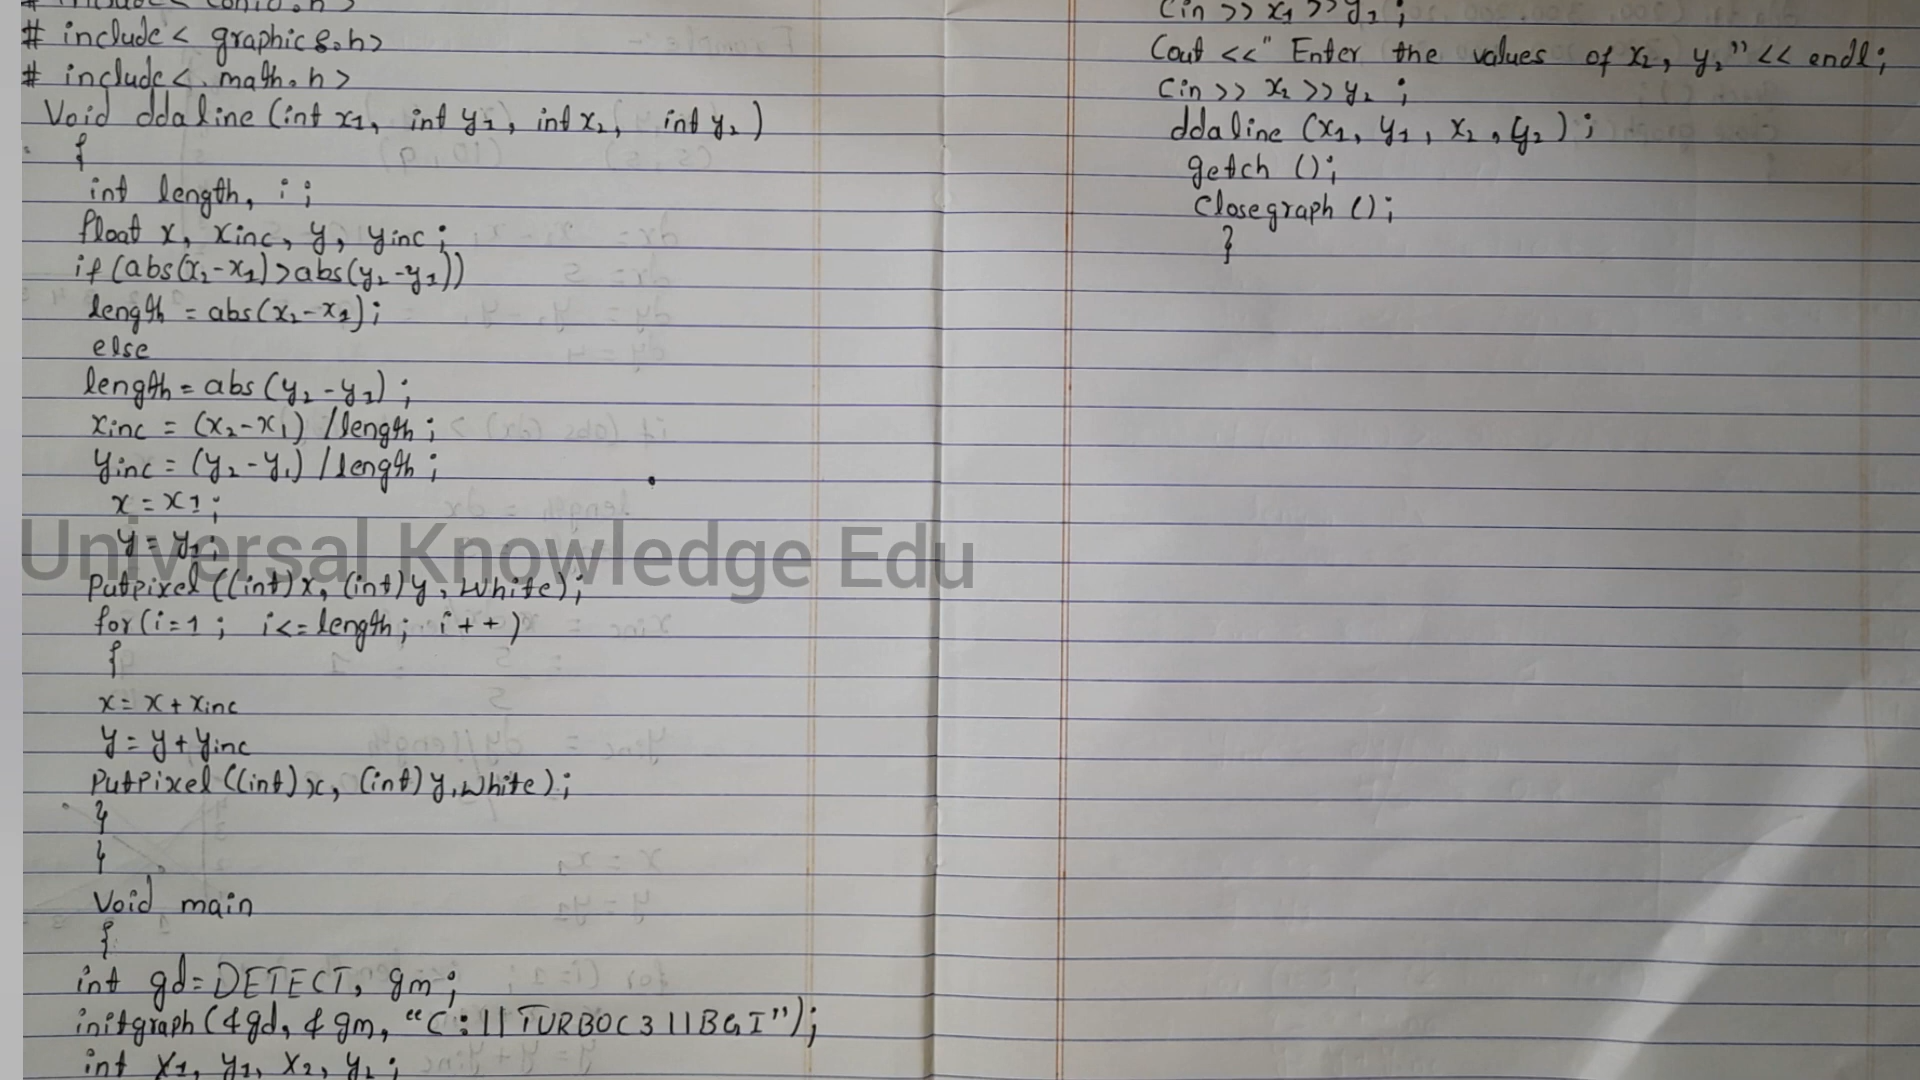 # include< conio.h>
# include< graphics.h>
# include< math.h>
Void ddaline (int x1, int y1, int x2, int y2)
{
int length, i;
float x, xinc, y, yinc;
if (abs(x2-x1)>abs(y2-y1))
length = abs(x2-x1);
else
length = abs (y2-y1);
xinc = (x2-x1) /length;
yinc = (y2-y1) /length;
x = x1;
y = y1;
Putpixel ((int)x, (int)y, White);
for(i=1; i<=length; i++)
{
x = x + xinc
y = y + yinc
Putpixel ((int)x, (int)y, White);
}
}
Void main
{
int gd = DETECT, gm;
initgraph (&gd, &gm, "C:||TURBOC3||BGI");
int x1, y1, x2, y2;
Cin >> x1 >> y1;
Cout <<" Enter the values of x2, y2" << endl;
Cin >> x2 >> y2;
ddaline (x1, y1, x2, y2);
getch ();
Closegraph ();
}
Universal Knowledge Edu